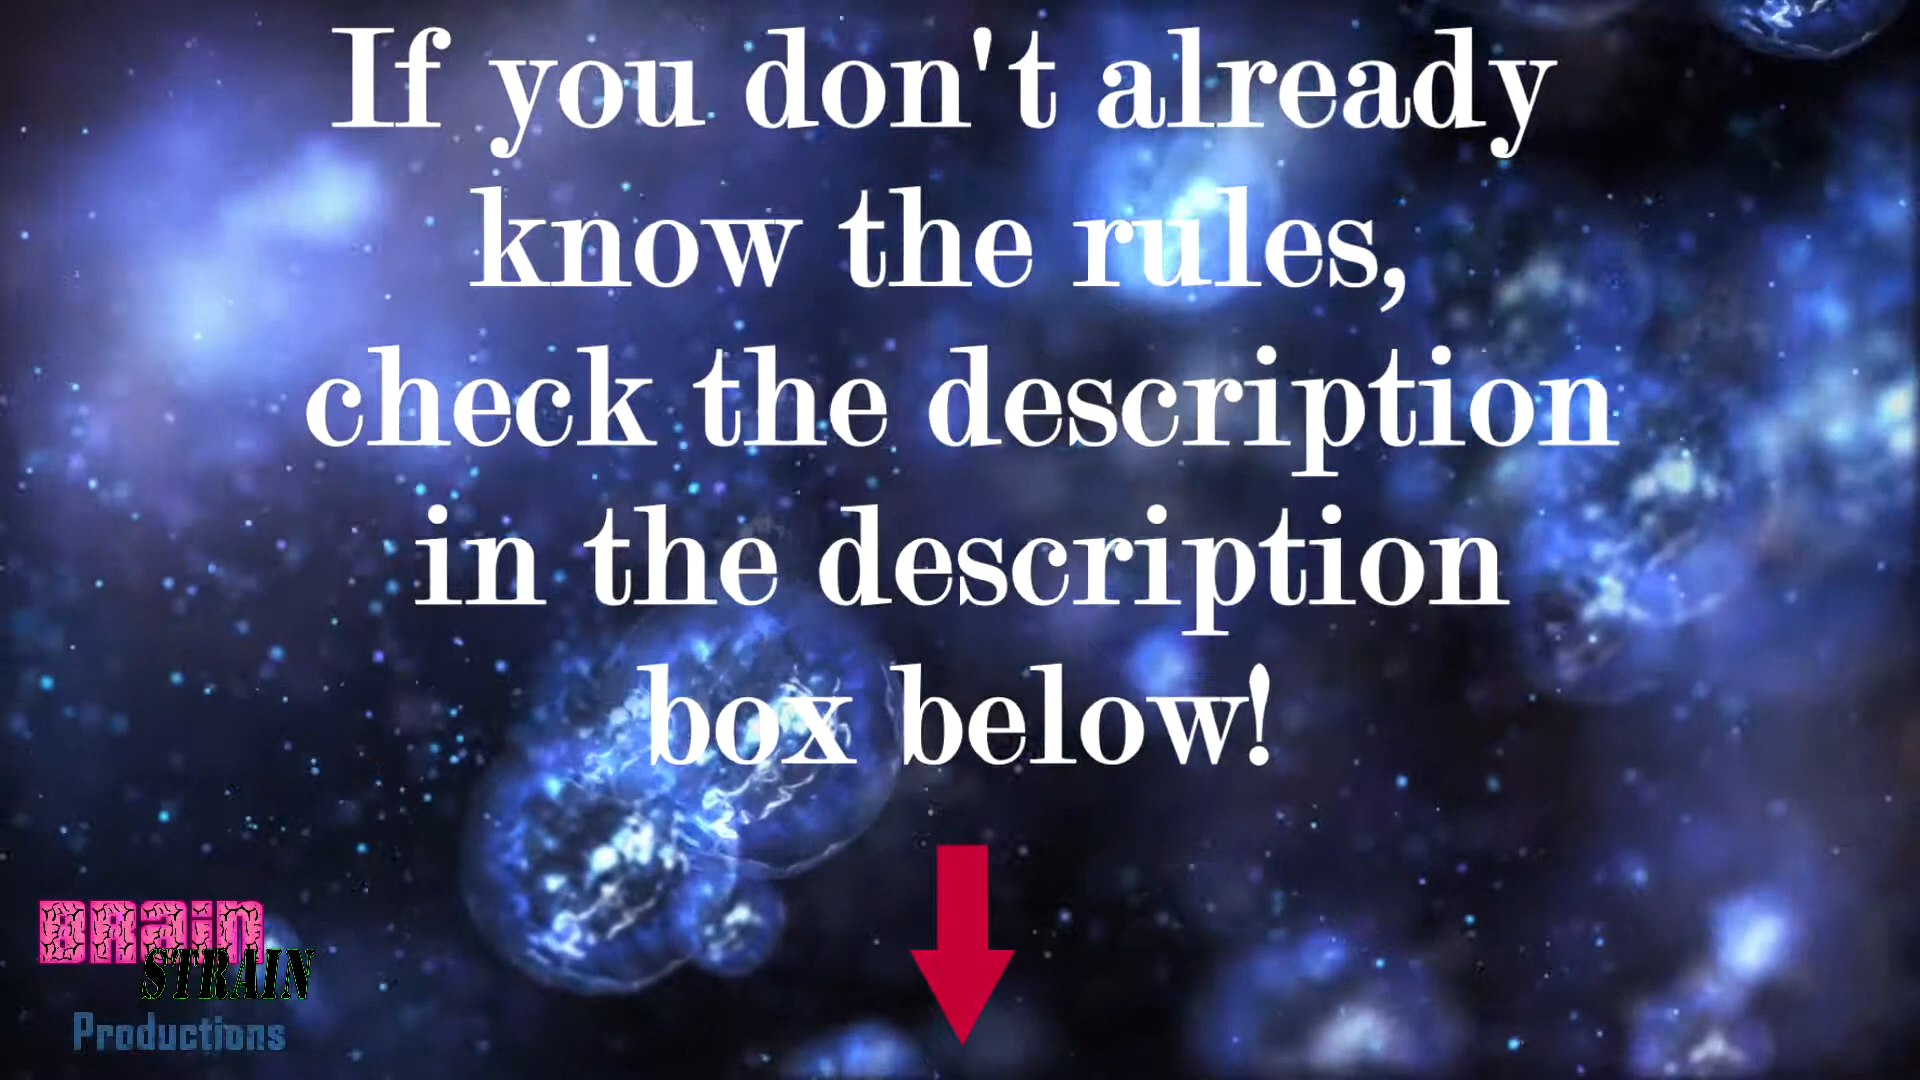 If you don't already
know the rules,
check the description
in the description
box below!
BRain
STRAIN
Productions